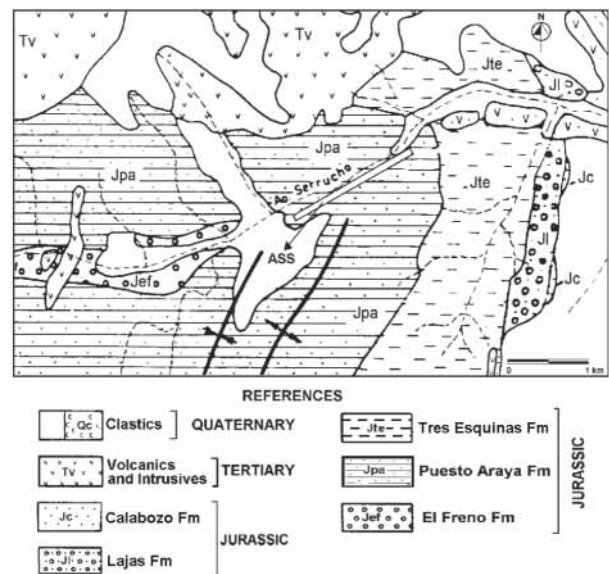 Tv
Tv
N
Jte
Jl
Jpa
Jpa
Jte
Jc
Ao Serrucho
Jl
ASS
Jc
Jef
Jpa
0 1 km
REFERENCES
Qc Clastics QUATERNARY
Tv Volcanics and Intrusives TERTIARY
Jc Calabozo Fm
Jl Lajas Fm
JURASSIC
Jte Tres Esquinas Fm
Jpa Puesto Araya Fm
Jef El Freno Fm
JURASSIC